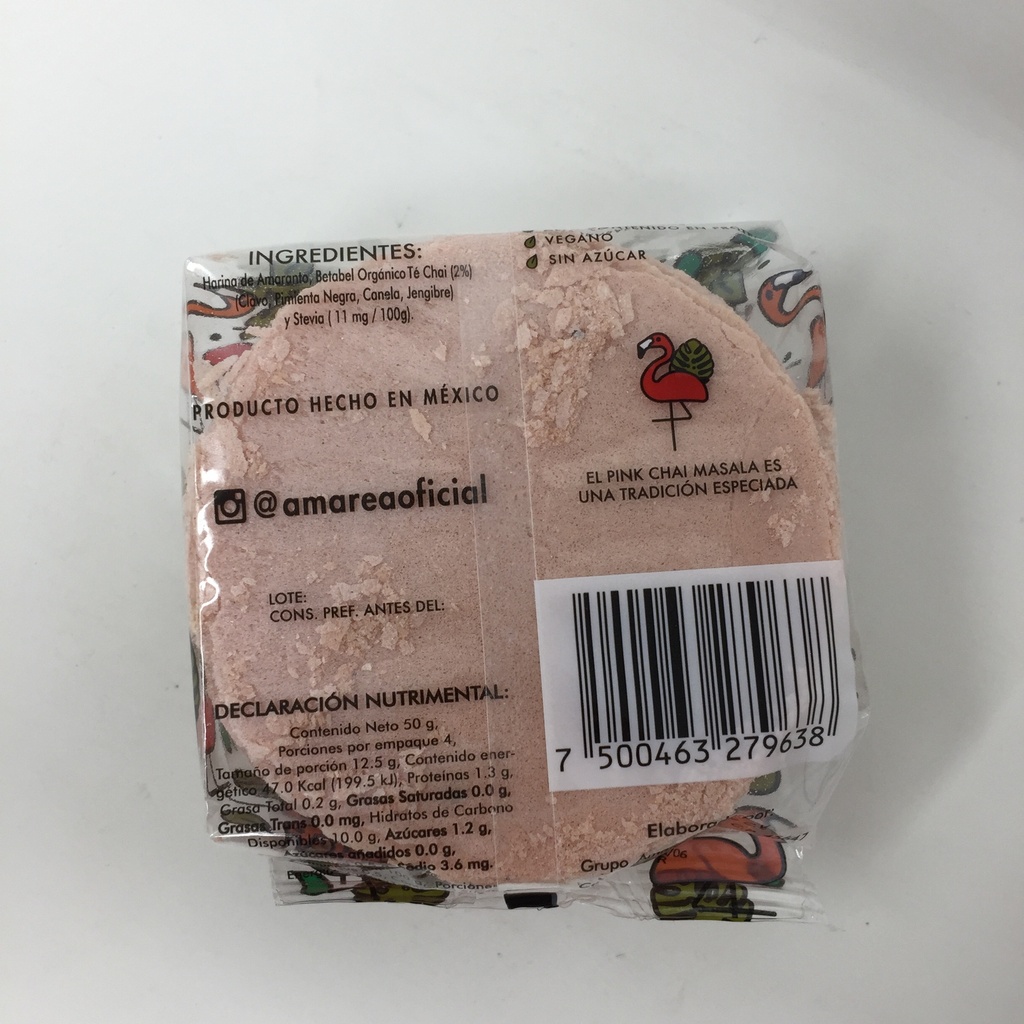 INGREDIENTES:
Harina de Amaranto, Betabel Orgánico Té Chai (2%)
(Clavo, Pimienta Negra, Canela, Jengibre)
y Stevia ( 11 mg / 100g).
PRODUCTO HECHO EN MÉXICO
@amareaoficial
LOTE:
CONS. PREF. ANTES DEL:
DECLARACIÓN NUTRIMENTAL:
Contenido Neto 50 g,
Porciones por empaque 4,
Tamaño de porción 12.5 g, Contenido ener-
gético 47.0 Kcal (199.5 kJ), Proteínas 1.3 g,
Grasa Total 0.2 g, Grasas Saturadas 0.0 g,
Grasas Trans 0.0 mg, Hidratos de Carbono
Disponibles 10.0 g, Azúcares 1.2 g,
Azúcares añadidos 0.0 g,
Sodio 3.6 mg.
VEGANO
SIN AZÚCAR
EL PINK CHAI MASALA ES
UNA TRADICIÓN ESPECIADA
7 500463 279638
Elaborado por:
Grupo